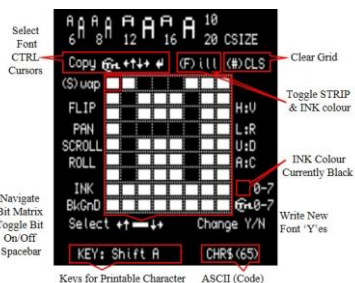 Select
Font
CTRL
Cursors
A A A A A A A A 10
6 8 12 16 20 CSIZE
Copy Ctrl ←↑↓→ ↵ (F)ill (#)CLS
Clear Grid
Toggle STRIP
& INK colour
(S)wap
FLIP H:V
PAN L:R
SCROLL U:D
ROLL A:C
INK 0-7
BkGnD Ctrl 0-7
INK Colour
Currently Black
Navigate
Bit Matrix
Toggle Bit
On/Off
Spacebar
Select Change Y/N
Write New
Font ‘Y’es
KEY: Shift A CHR$(65)
Keys for Printable Character ASCII (Code)